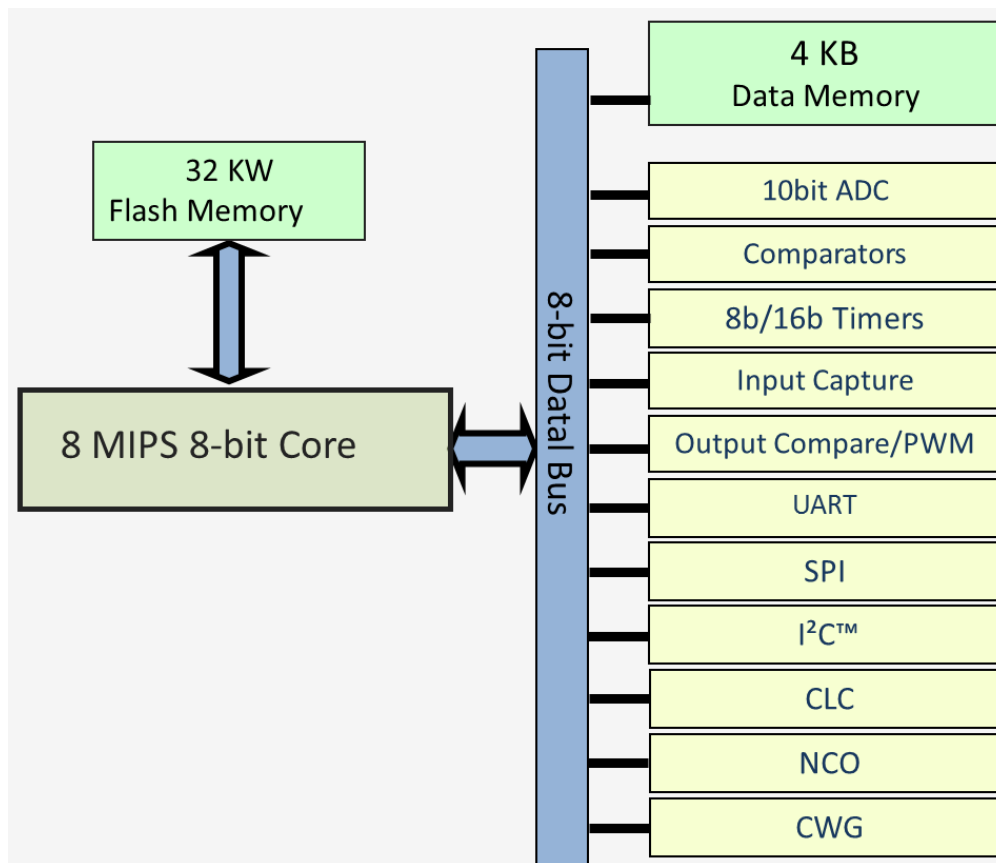 4 KB
Data Memory
32 KW
Flash Memory
10bit ADC
Comparators
8b/16b Timers
Input Capture
8 MIPS 8-bit Core
8-bit Datal Bus
Output Compare/PWM
UART
SPI
I²C™
CLC
NCO
CWG